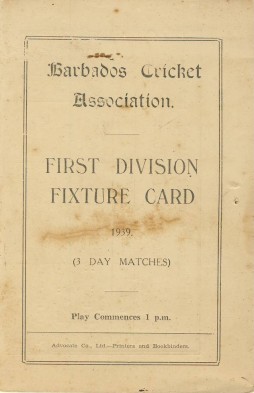 Barbados Cricket
Association.
FIRST DIVISION
FIXTURE CARD
1939.
(3 DAY MATCHES)
Play Commences 1 p.m.
Advocate Co., Ltd.—Printers and Bookbinders.